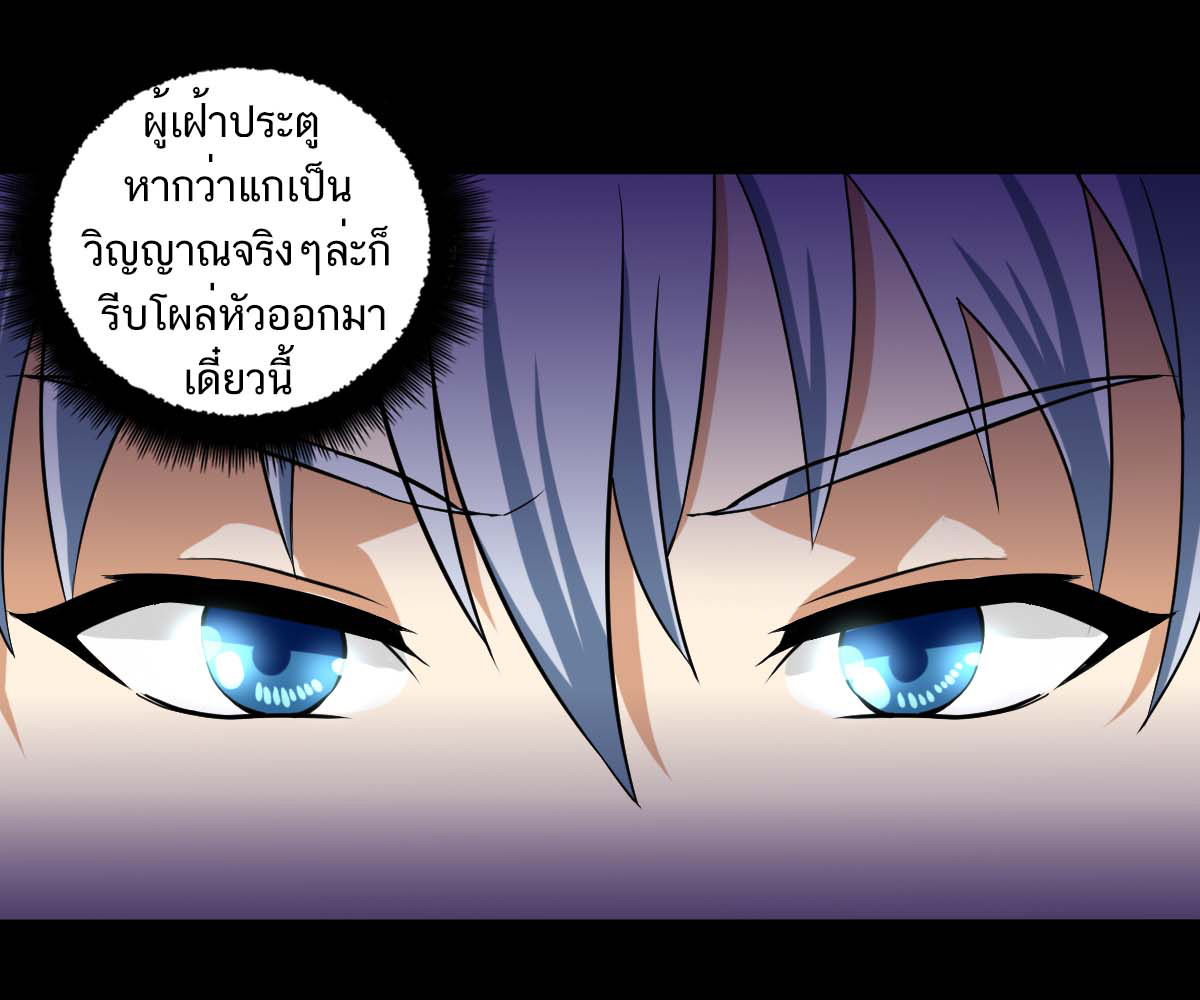 ผู้เฝ้าประตู
หากว่าแกเป็น
วิญญาณจริงๆล่ะก็
รีบโผล่หัวออกมา
เดี๋ยวนี้